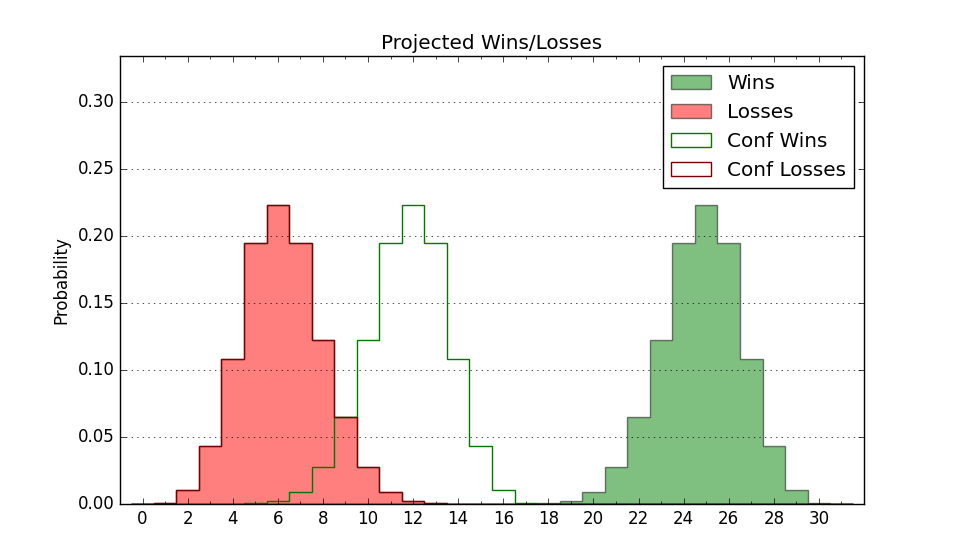 Projected Wins/Losses
Probability
0.30
0.25
0.20
0.15
0.10
0.05
0.00
0 2 4 6 8 10 12 14 16 18 20 22 24 26 28 30
Wins
Losses
Conf Wins
Conf Losses